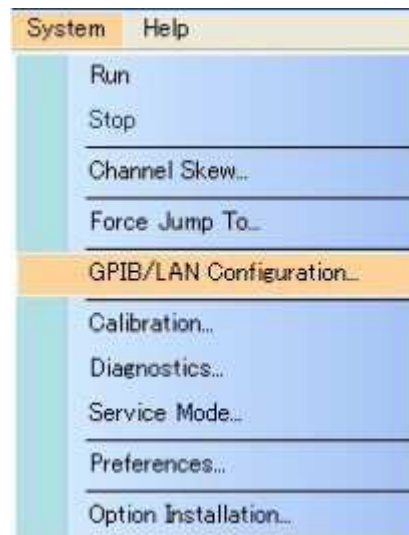 System Help
Run
Stop
Channel Skew...
Force Jump To...
GPIB/LAN Configuration...
Calibration...
Diagnostics...
Service Mode...
Preferences...
Option Installation...